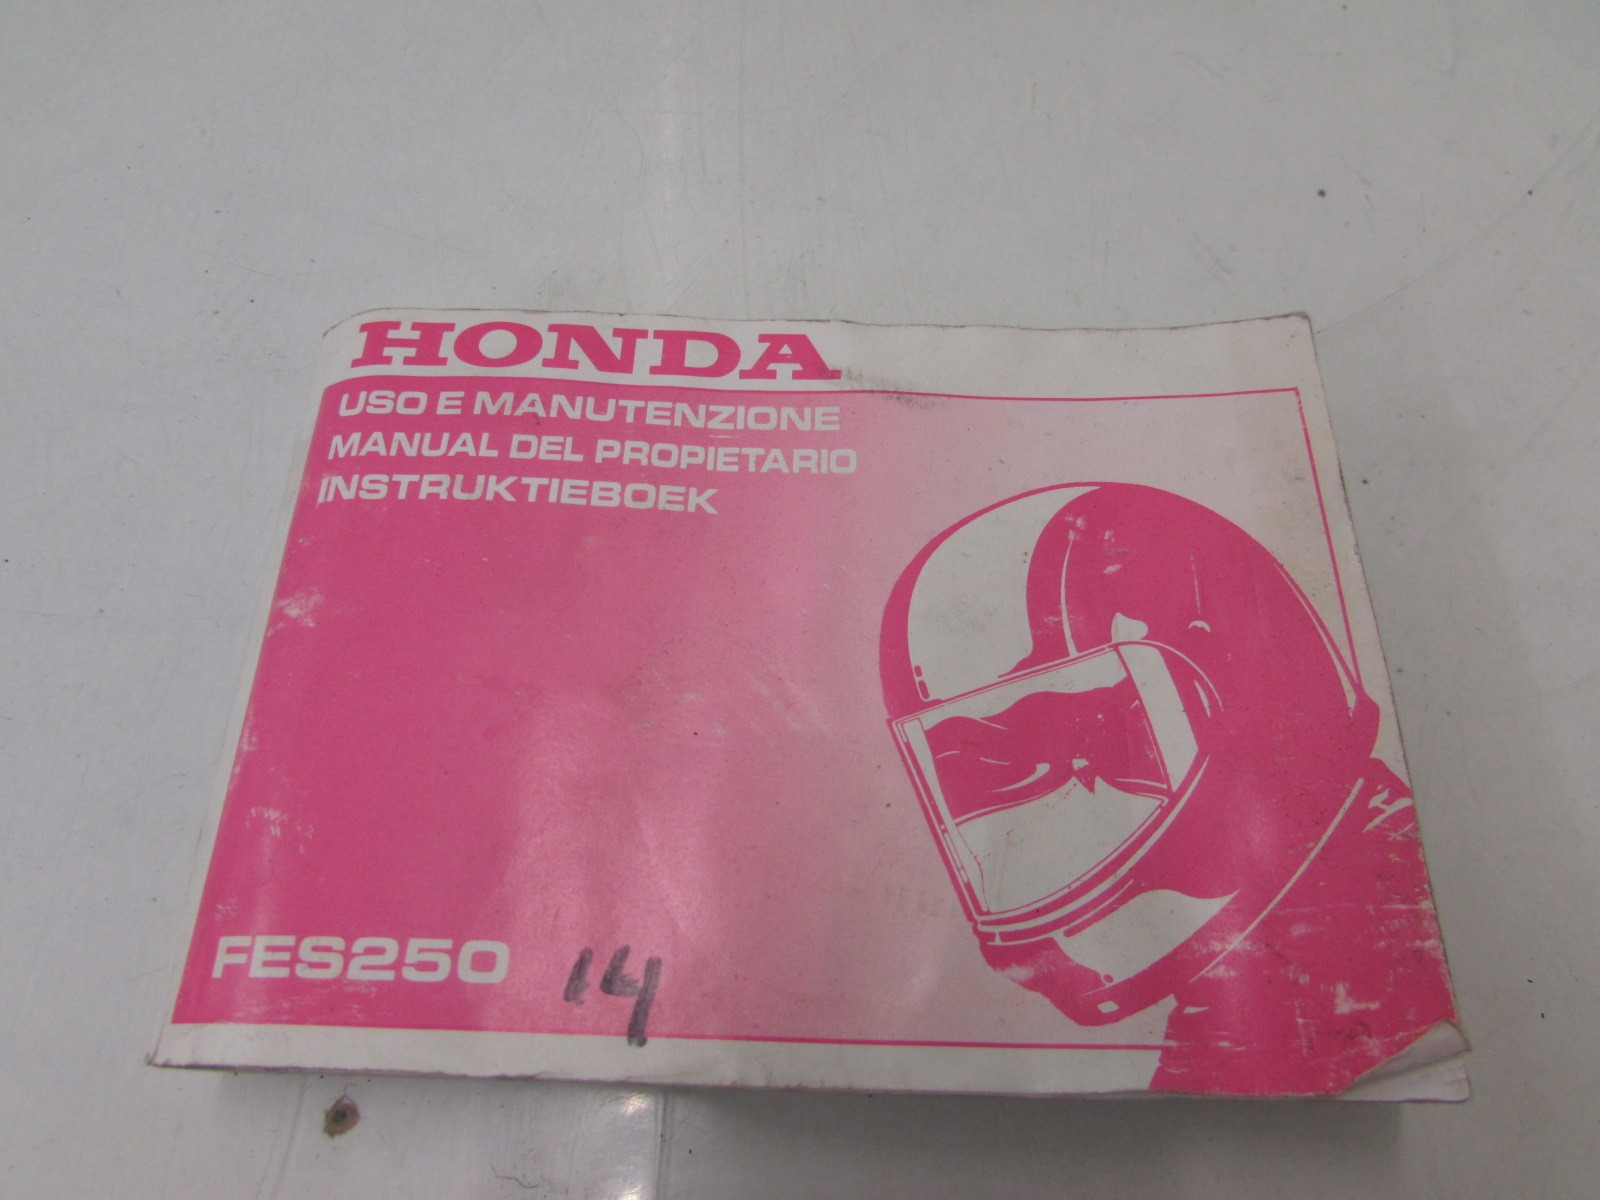 HONDA
USO E MANUTENZIONE
MANUAL DEL PROPIETARIO
INSTRUKTIEBOEK
FES250 14